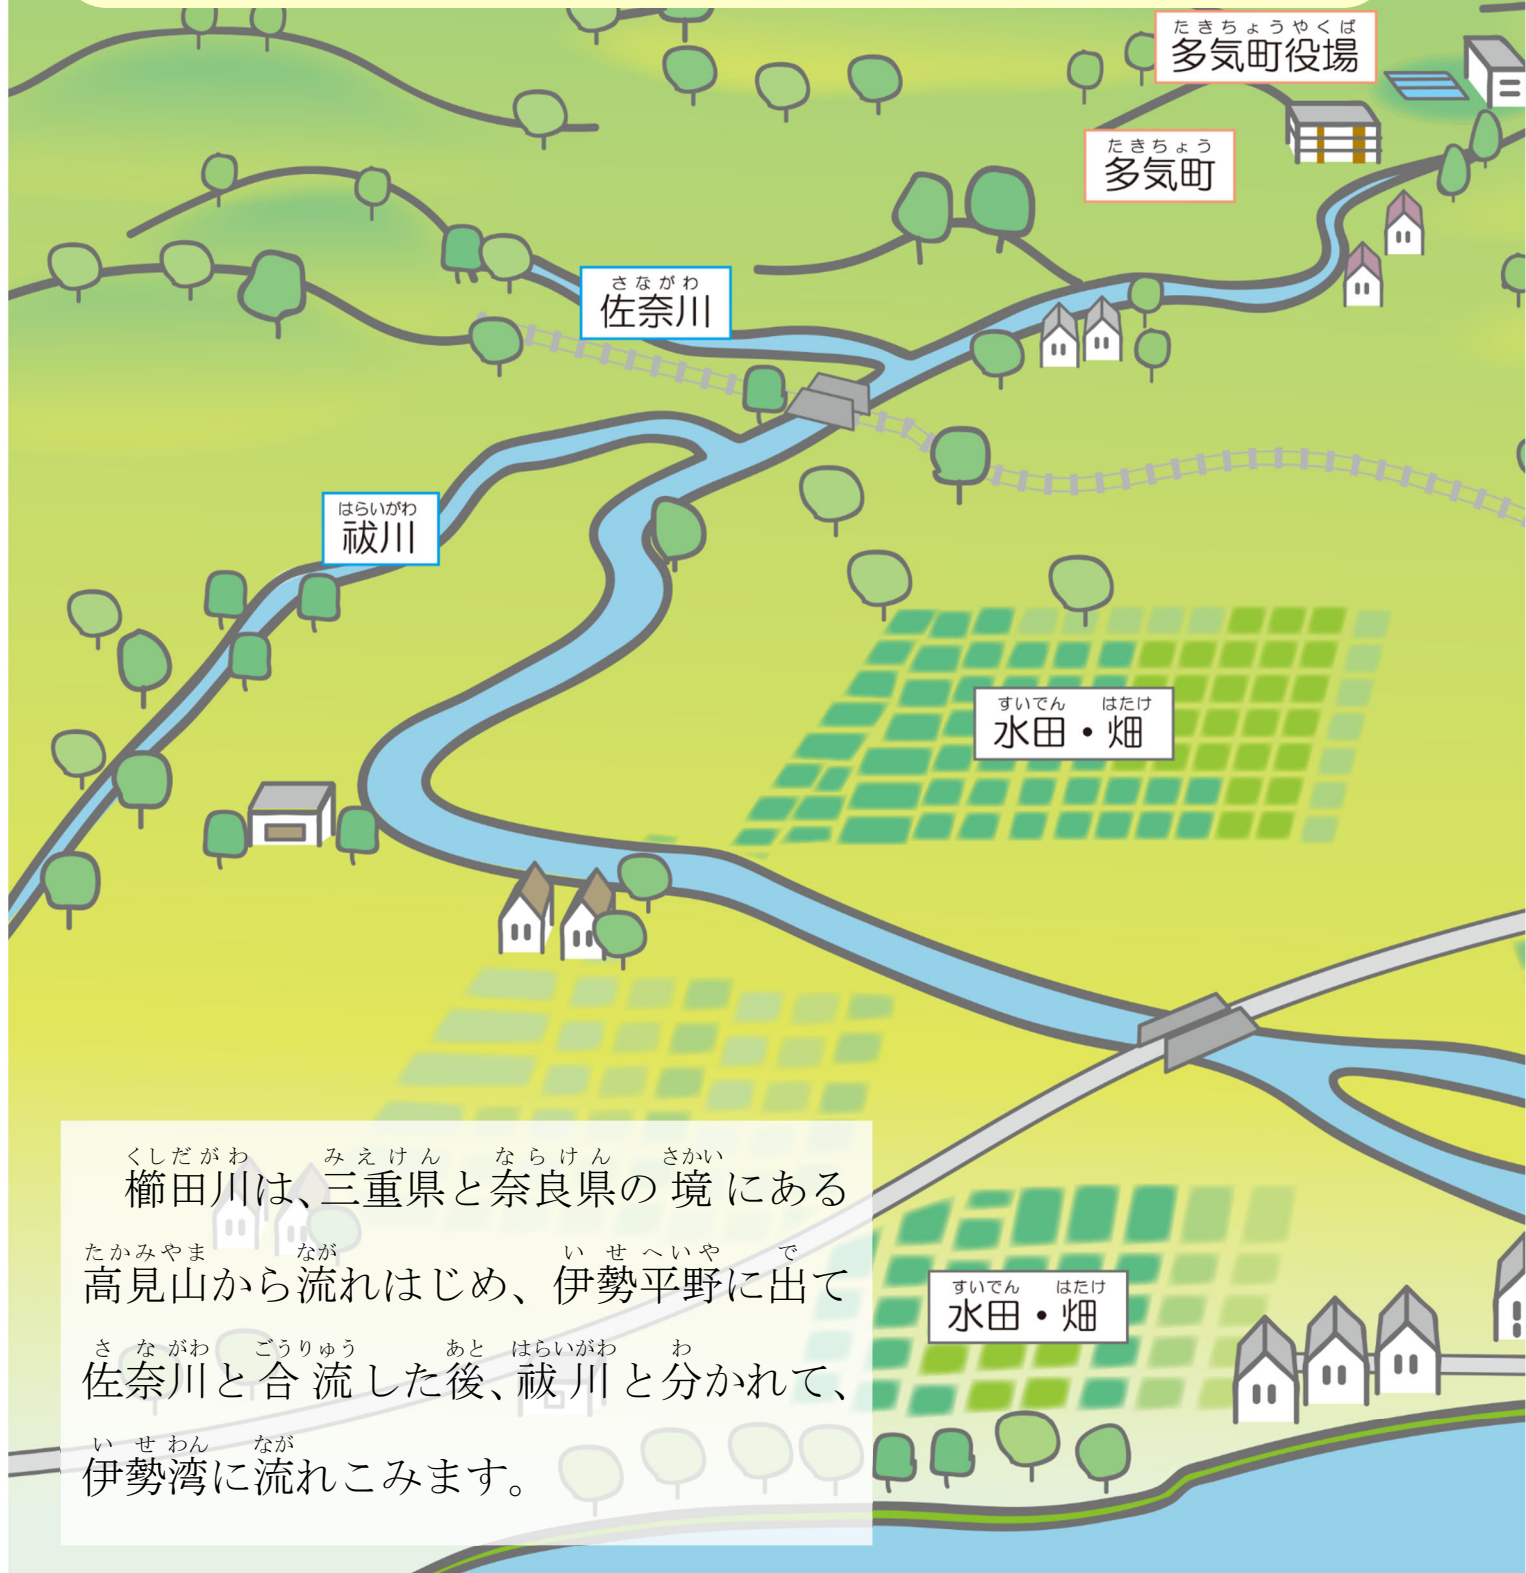 たきちょうやくば
多気町役場
たきちょう
多気町
さながわ
佐奈川
はらいがわ
祓川
すいでん はたけ
水田・畑
くしだがわ みえけん ならけん さかい
櫛田川は、三重県と奈良県の境にある
たかみやま なが いせへいや で
高見山から流れはじめ、伊勢平野に出て
さながわ ごうりゅう あと はらいがわ わ
佐奈川と合流した後、祓川と分かれて、
いせわん なが
伊勢湾に流れこみます。
すいでん はたけ
水田・畑